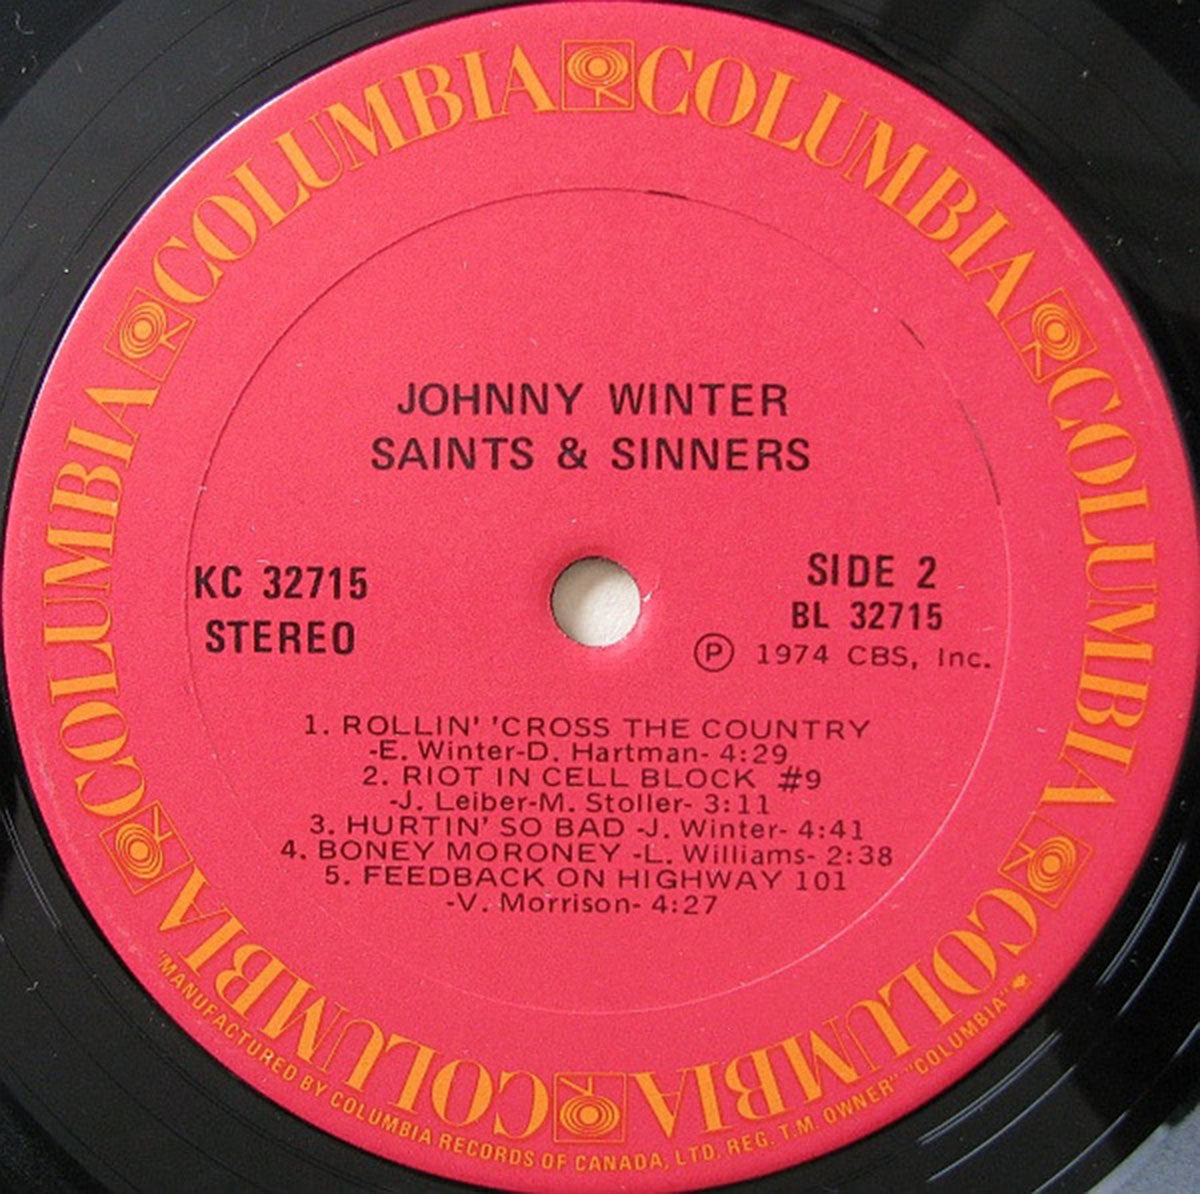 COLUMBIA COLUMBIA COLUMBIA COLUMBIA COLUMBIA COLUMBIA
JOHNNY WINTER
SAINTS & SINNERS
KC 32715
STEREO
SIDE 2
BL 32715
Ⓟ 1974 CBS, Inc.
1. ROLLIN' 'CROSS THE COUNTRY
-E. Winter-D. Hartman- 4:29
2. RIOT IN CELL BLOCK #9
-J. Leiber-M. Stoller- 3:11
3. HURTIN' SO BAD -J. Winter- 4:41
4. BONEY MORONEY -L. Williams- 2:38
5. FEEDBACK ON HIGHWAY 101
-V. Morrison- 4:27
"MANUFACTURED BY COLUMBIA RECORDS OF CANADA, LTD. REG. T.M. OWNER" "COLUMBIA"